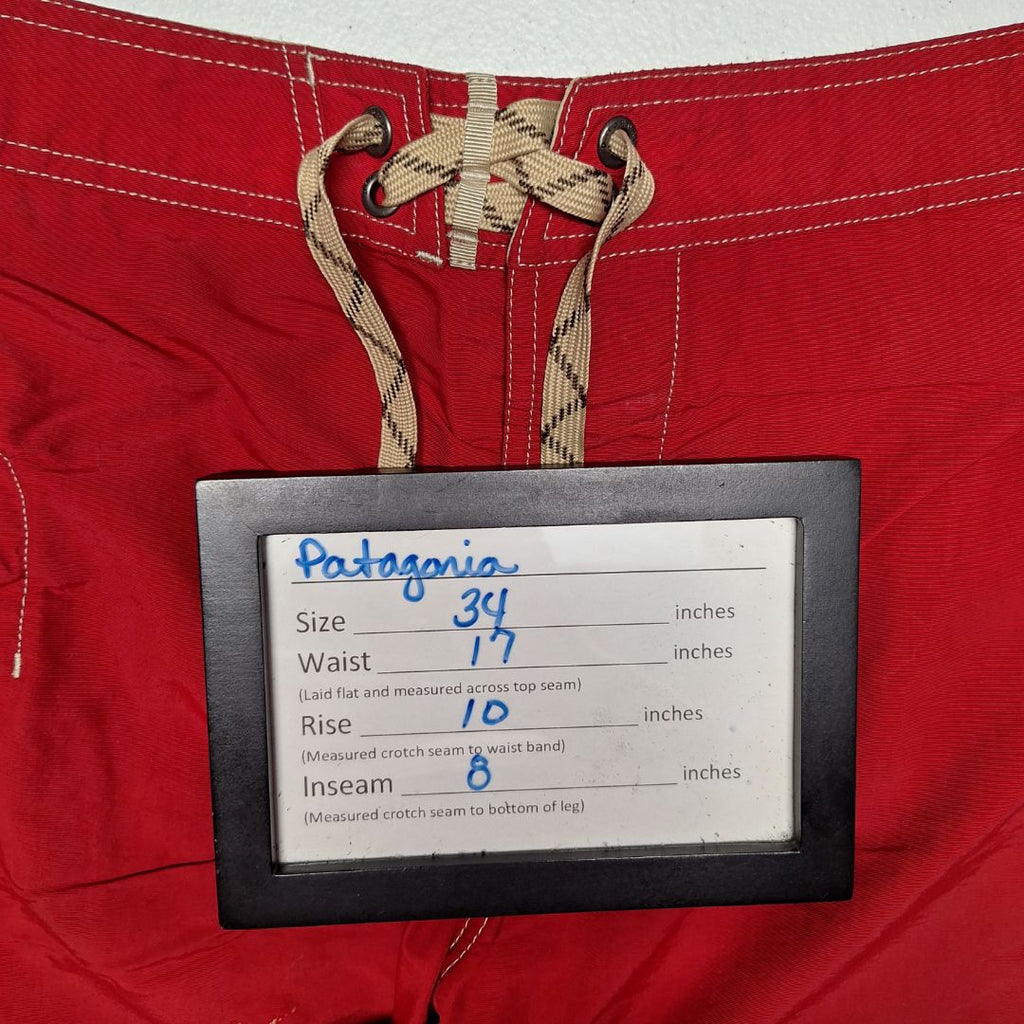 Patagonia
Size 34 inches
Waist 17 inches
(Laid flat and measured across top seam)
Rise 10 inches
(Measured crotch seam to waist band)
Inseam 8 inches
(Measured crotch seam to bottom of leg)